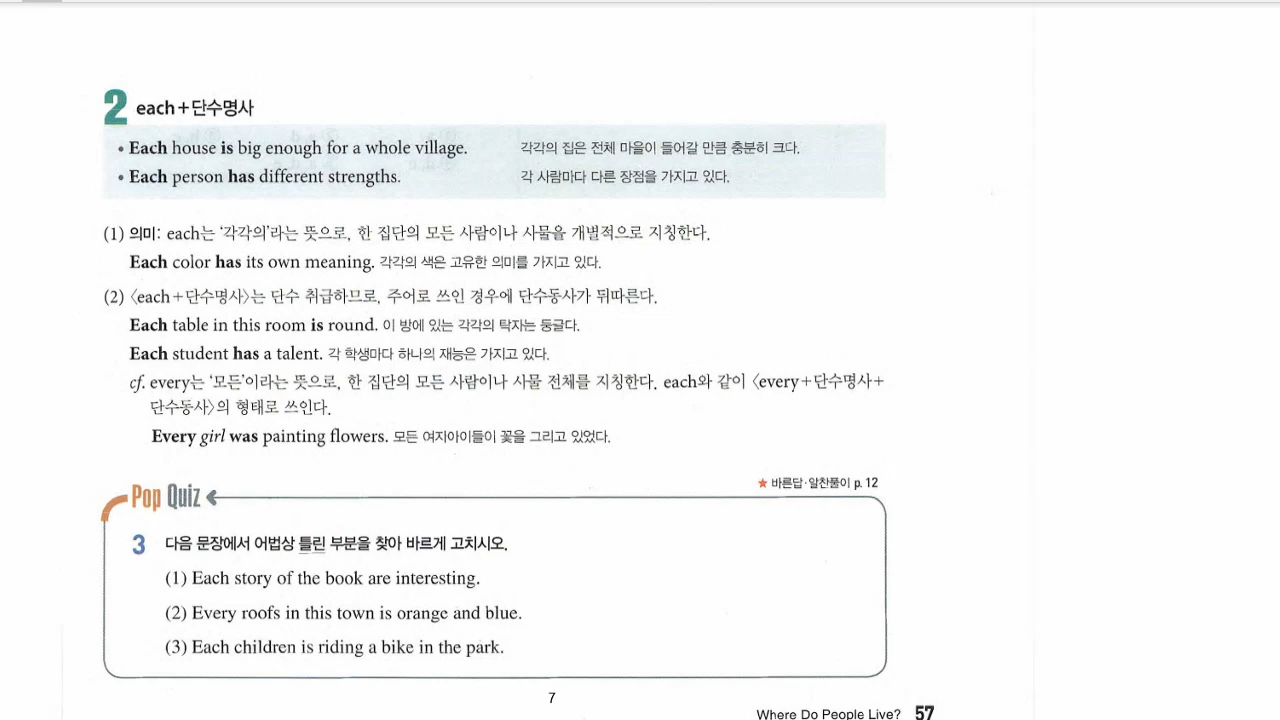 2 each+단수명사
• Each house is big enough for a whole village. 각각의 집은 전체 마을이 들어갈 만큼 충분히 크다.
• Each person has different strengths. 각 사람마다 다른 장점을 가지고 있다.
(1) 의미: each는 '각각의'라는 뜻으로, 한 집단의 모든 사람이나 사물을 개별적으로 지칭한다.
Each color has its own meaning. 각각의 색은 고유한 의미를 가지고 있다.
(2) 〈each+단수명사〉는 단수 취급하므로, 주어로 쓰인 경우에 단수동사가 뒤따른다.
Each table in this room is round. 이 방에 있는 각각의 탁자는 둥글다.
Each student has a talent. 각 학생마다 하나의 재능은 가지고 있다.
cf. every는 '모든'이라는 뜻으로, 한 집단의 모든 사람이나 사물 전체를 지칭한다. each와 같이 〈every+단수명사+
단수동사〉의 형태로 쓰인다.
Every girl was painting flowers. 모든 여자아이들이 꽃을 그리고 있었다.
★ 바른답·알찬풀이 p. 12
Pop Quiz
3 다음 문장에서 어법상 틀린 부분을 찾아 바르게 고치시오.
(1) Each story of the book are interesting.
(2) Every roofs in this town is orange and blue.
(3) Each children is riding a bike in the park.
7
Where Do People Live? 57